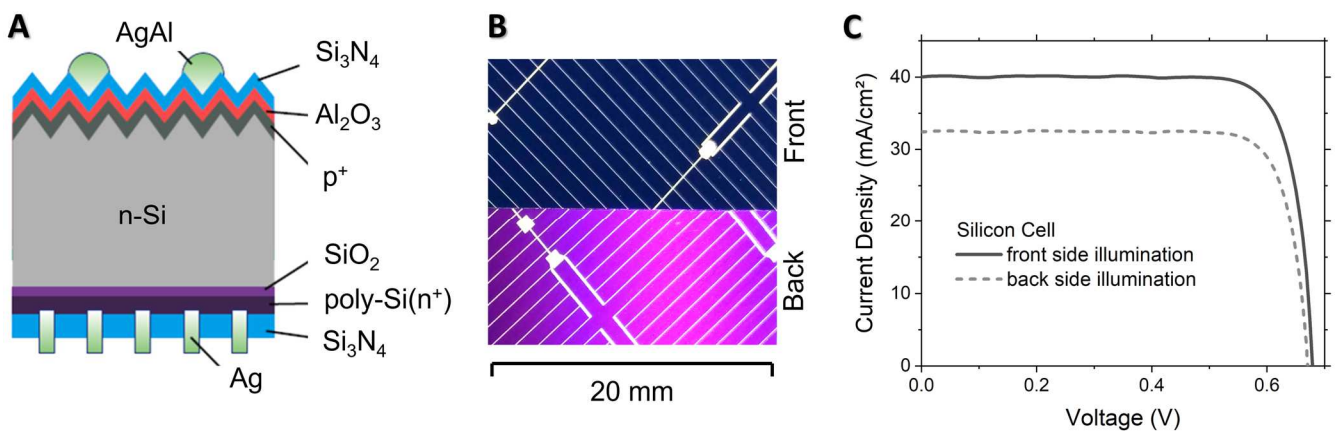 A
AgAl
Si₃N₄
Al₂O₃
p⁺
n-Si
SiO₂
poly-Si(n⁺)
Si₃N₄
Ag
B
Front
Back
20 mm
C
Current Density (mA/cm²)
40
30
20
10
0
Silicon Cell
front side illumination
back side illumination
0.0
0.2
0.4
0.6
Voltage (V)